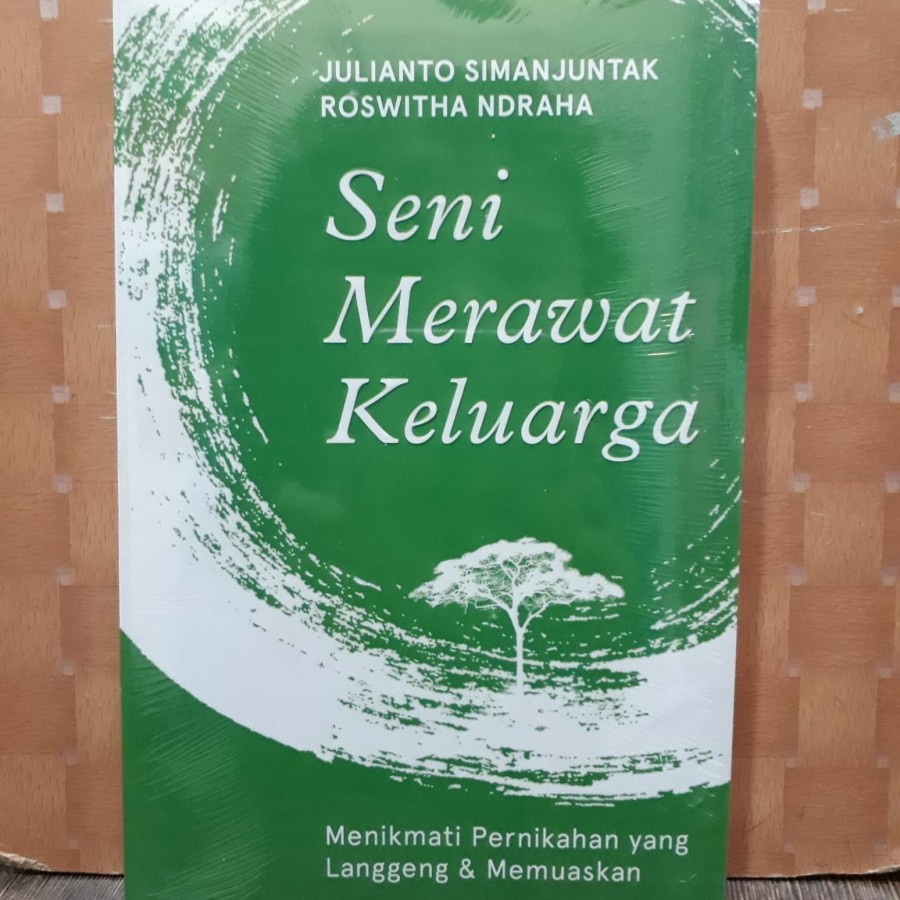 JULIANTO SIMANJUNTAK
ROSWITHA NDRAHA
Seni
Merawat
Keluarga
Menikmati Pernikahan yang
Langgeng & Memuaskan